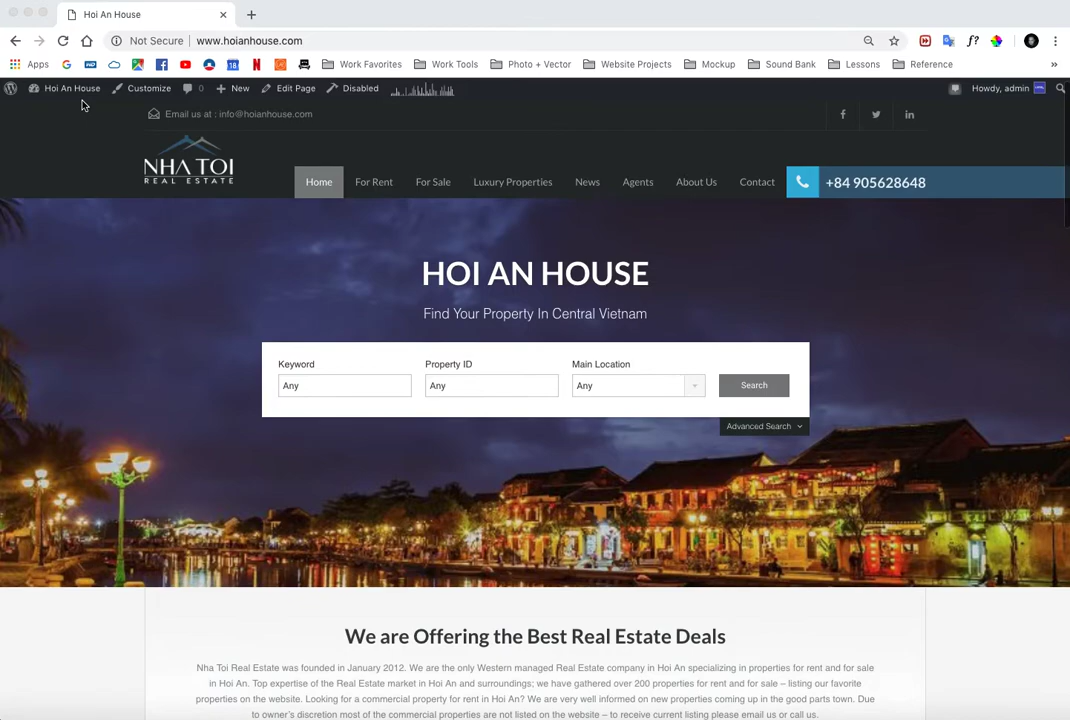 Hoi An House
Not Secure www.hoianhouse.com
Apps Work Favorites Work Tools Photo + Vector Website Projects Mockup Sound Bank Lessons Reference »
Hoi An House Customize 0 New Edit Page Disabled Howdy, admin
Email us at : info@hoianhouse.com
NHA TOI
REAL ESTATE
Home For Rent For Sale Luxury Properties News Agents About Us Contact +84 905628648
HOI AN HOUSE
Find Your Property In Central Vietnam
Keyword Property ID Main Location
Any Any Any Search
Advanced Search
We are Offering the Best Real Estate Deals
Nha Toi Real Estate was founded in January 2012. We are the only Western managed Real Estate company in Hoi An specializing in properties for rent and for sale
in Hoi An. Top expertise of the Real Estate market in Hoi An and surroundings; we have gathered over 200 properties for rent and for sale – listing our favorite
properties on the website. Looking for a commercial property for rent in Hoi An? We are very well informed on new properties coming up in the good parts town. Due
to owner's discretion most of the commercial properties are not listed on the website – to receive current listing please email us or call us.